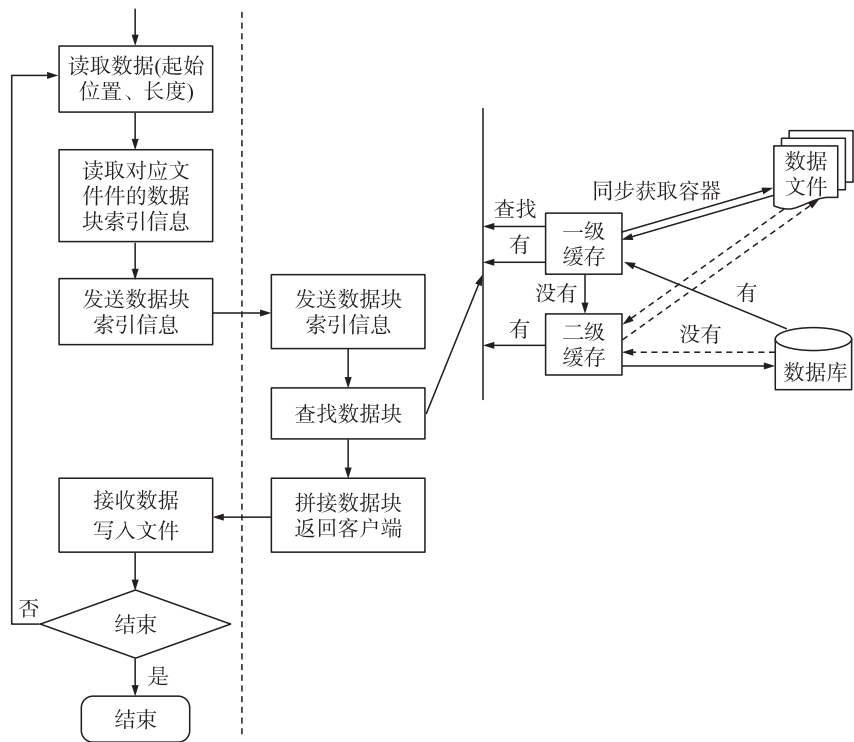 读取数据(起始
位置、长度)
读取对应文
件件的数据
块索引信息
发送数据块
索引信息
接收数据
写入文件
否
结束
是
结束
发送数据块
索引信息
查找数据块
拼接数据块
返回客户端
查找
有
一级
缓存
同步获取容器
数据
文件
没有
有
有
二级
缓存
没有
数据库